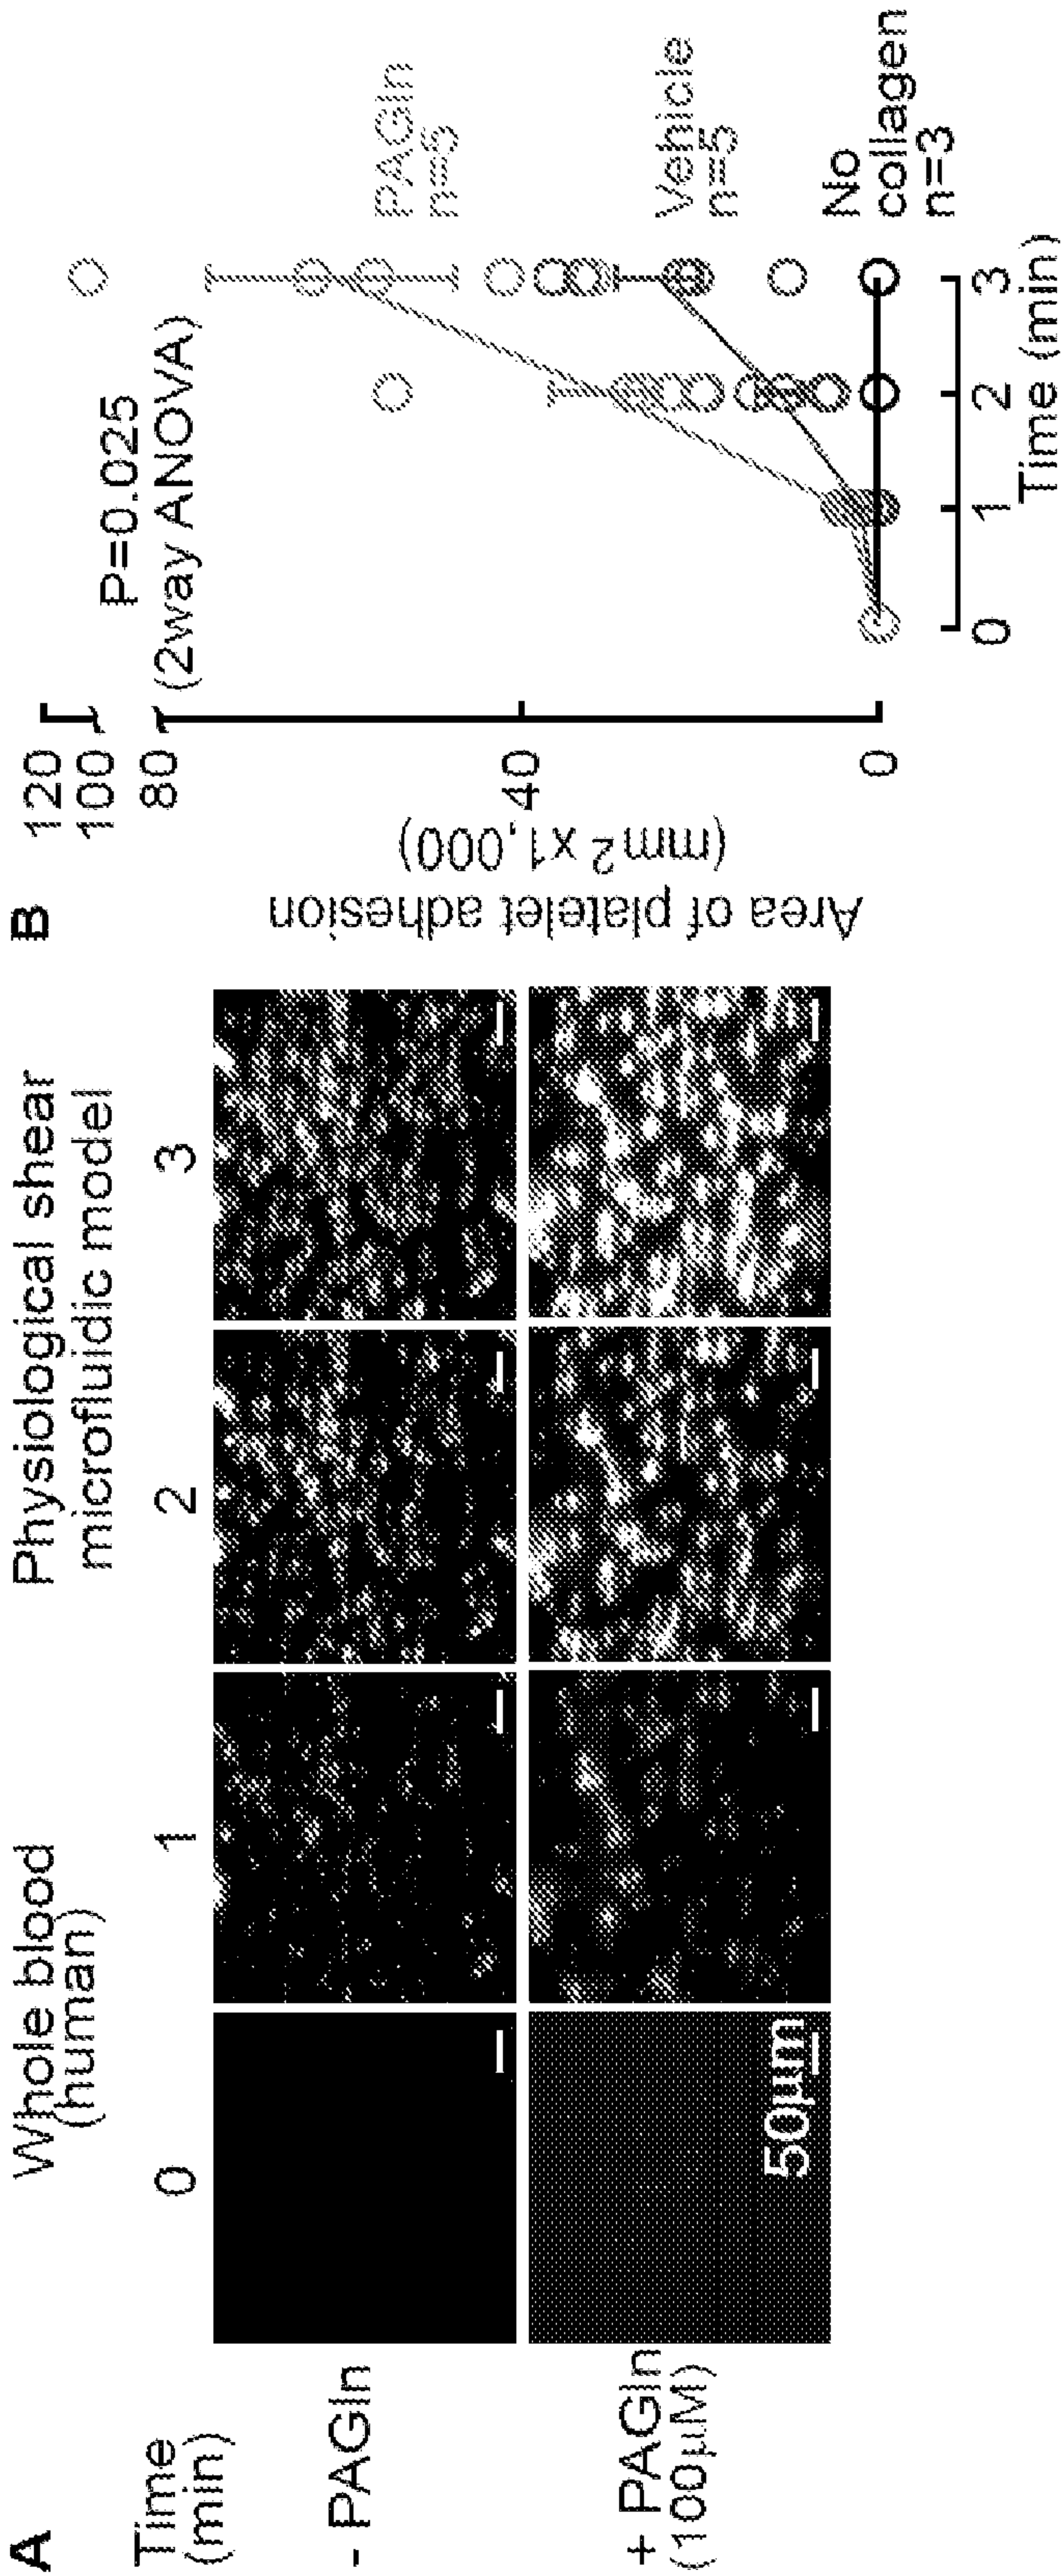 A
Whole blood
(human)
Physiological shear
microfluidic model
Time
(min)
0
1
2
3
- PAGln
+ PAGln
(100µM)
50µm
B
Area of platelet adhesion
(mm² x1,000)
120
100
80
40
0
P=0.025
(2way ANOVA)
PAGln
n=5
Vehicle
n=5
No
collagen
n=3
0
1
2
3
Time (min)